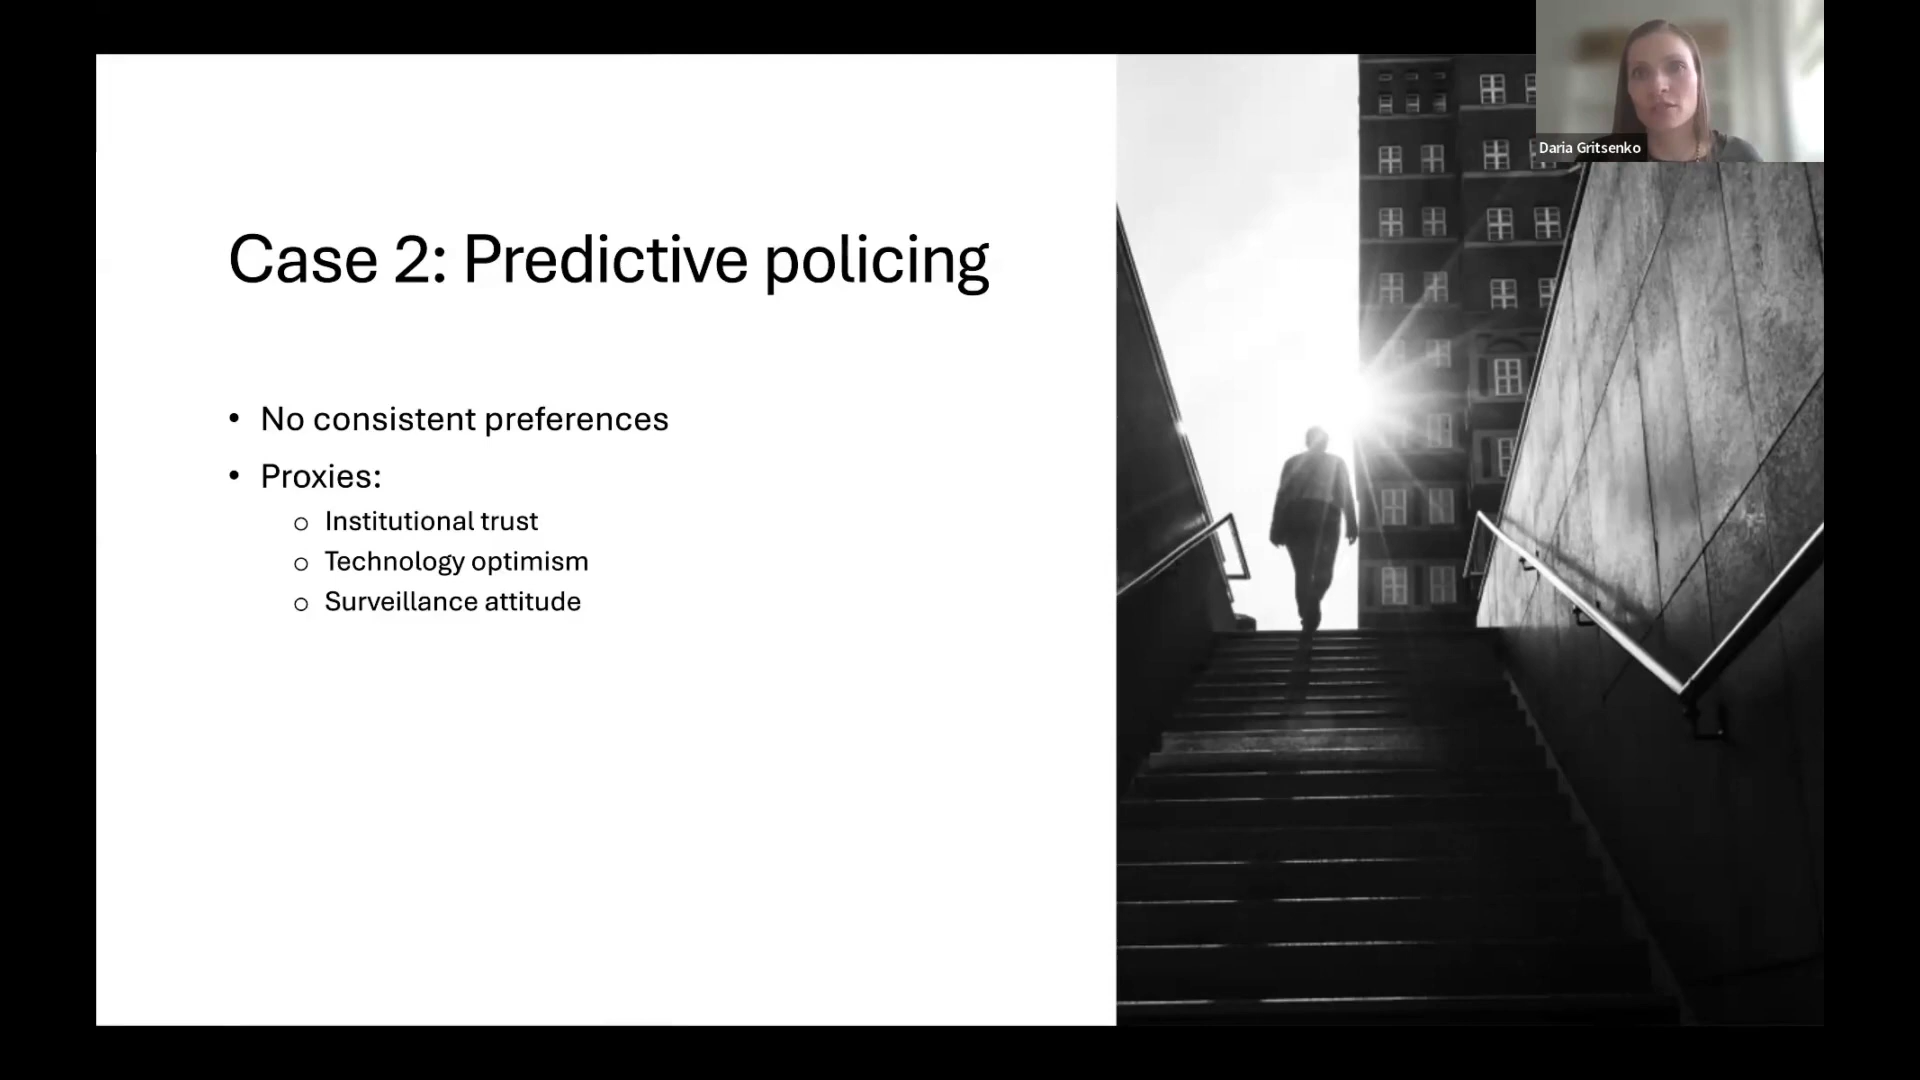 Case 2: Predictive policing
• No consistent preferences
• Proxies:
o Institutional trust
o Technology optimism
o Surveillance attitude
Daria Gritsenko